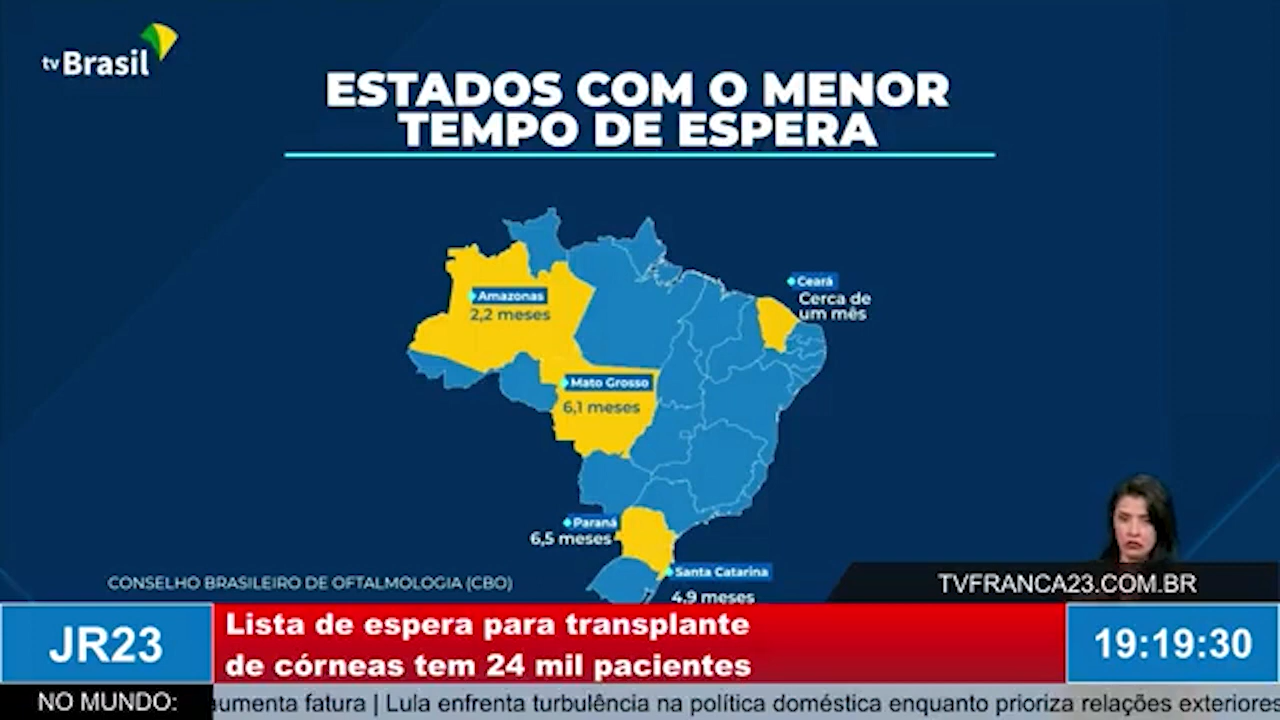 tv Brasil
ESTADOS COM O MENOR
TEMPO DE ESPERA
Ceará
Cerca de
um mês
Amazonas
2,2 meses
Mato Grosso
6,1 meses
Paraná
6,5 meses
Santa Catarina
4,9 meses
CONSELHO BRASILEIRO DE OFTALMOLOGIA (CBO)
TVFRANCA23.COM.BR
JR23
Lista de espera para transplante
de córneas tem 24 mil pacientes
19:19:30
NO MUNDO:
aumenta fatura | Lula enfrenta turbulência na política doméstica enquanto prioriza relações exteriores